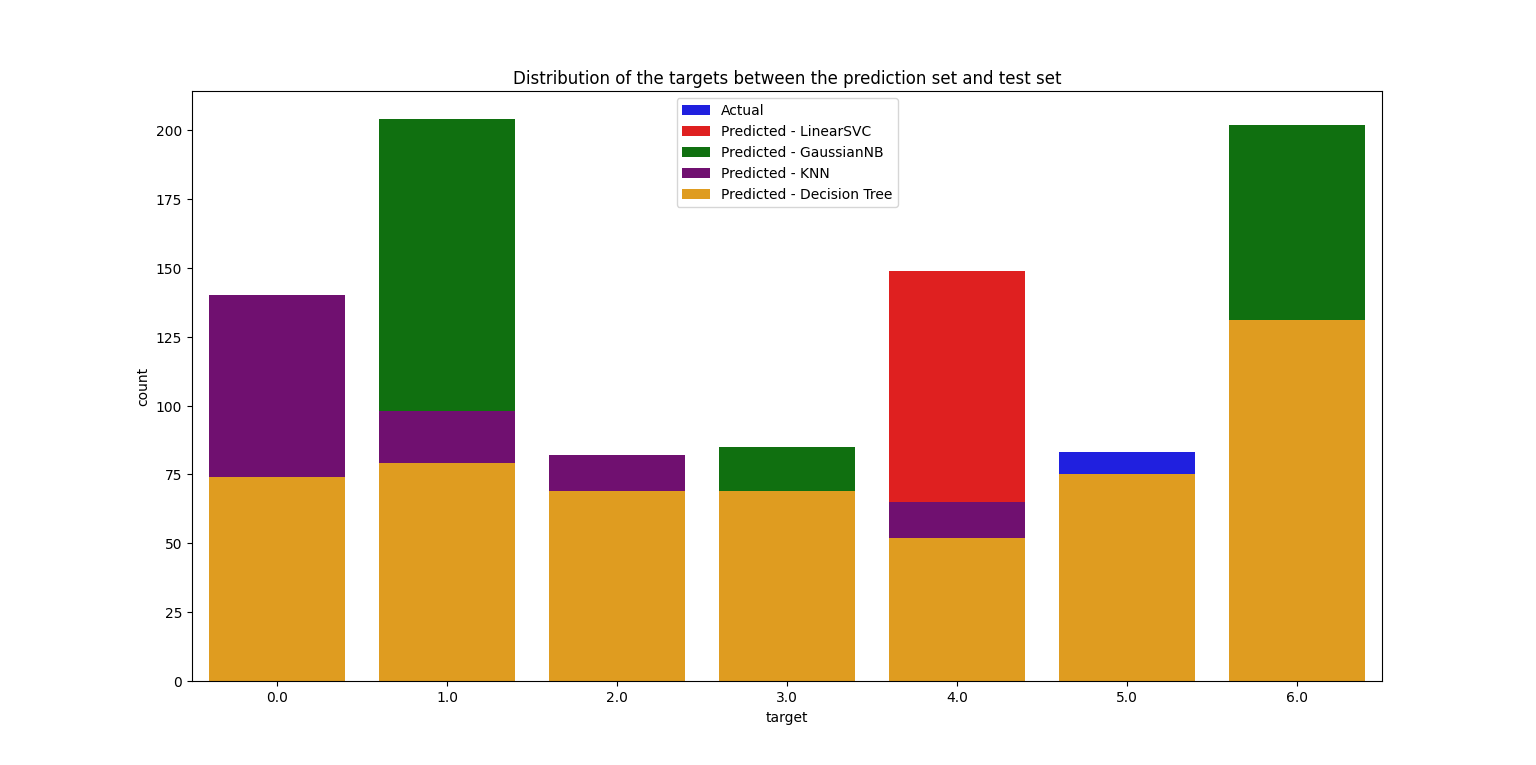 Distribution of the targets between the prediction set and test set
Actual
Predicted - LinearSVC
Predicted - GaussianNB
Predicted - KNN
Predicted - Decision Tree
200
175
150
125
100
75
50
25
0
count
0.0 1.0 2.0 3.0 4.0 5.0 6.0
target